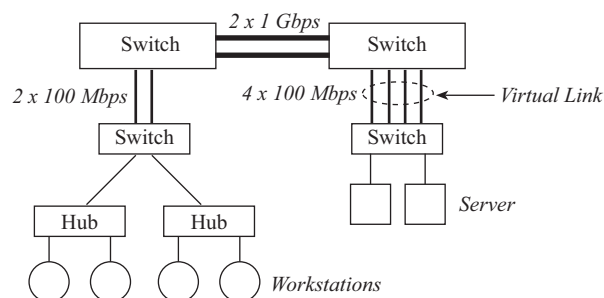 2 x 1 Gbps
Switch
Switch
2 x 100 Mbps
4 x 100 Mbps
Virtual Link
Switch
Switch
Hub
Hub
Server
Workstations